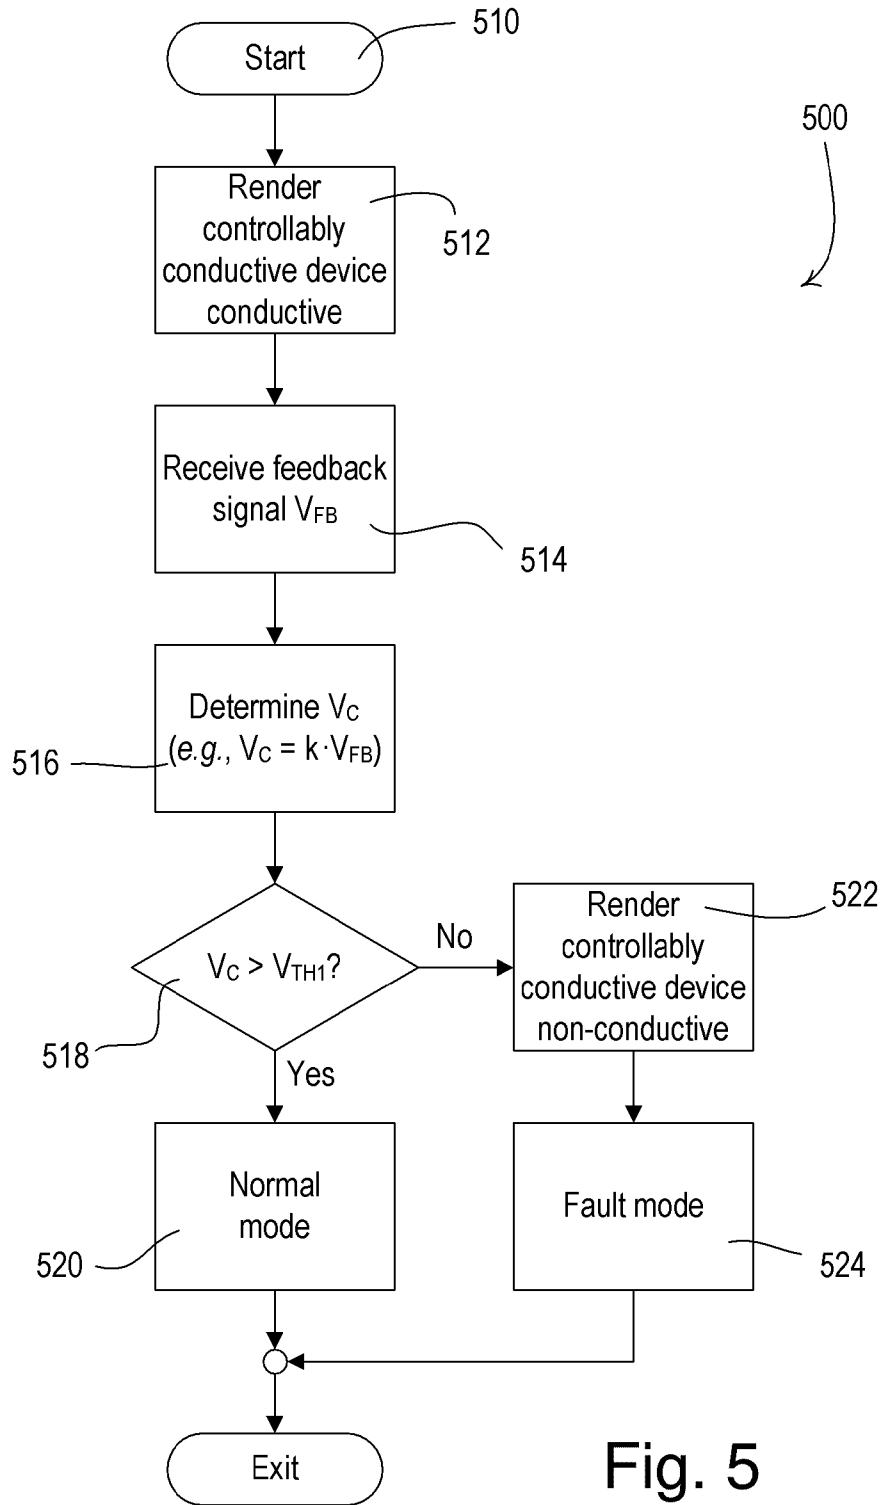 510
Start
500
Render
controllably
conductive device
conductive
512
Receive feedback
signal VFB
514
Determine VC
(e.g., VC = k·VFB)
516
VC > VTH1?
518
No
Yes
Render
controllably
conductive device
non-conductive
522
Normal
mode
520
Fault mode
524
Exit
Fig. 5